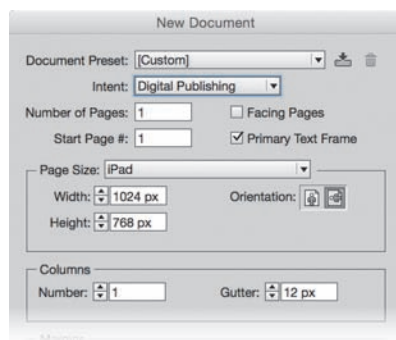 New Document
Document Preset: [Custom]
Intent: Digital Publishing
Number of Pages: 1 Facing Pages
Start Page #: 1 Primary Text Frame
Page Size: iPad
Width: 1024 px Orientation:
Height: 768 px
Columns
Number: 1 Gutter: 12 px